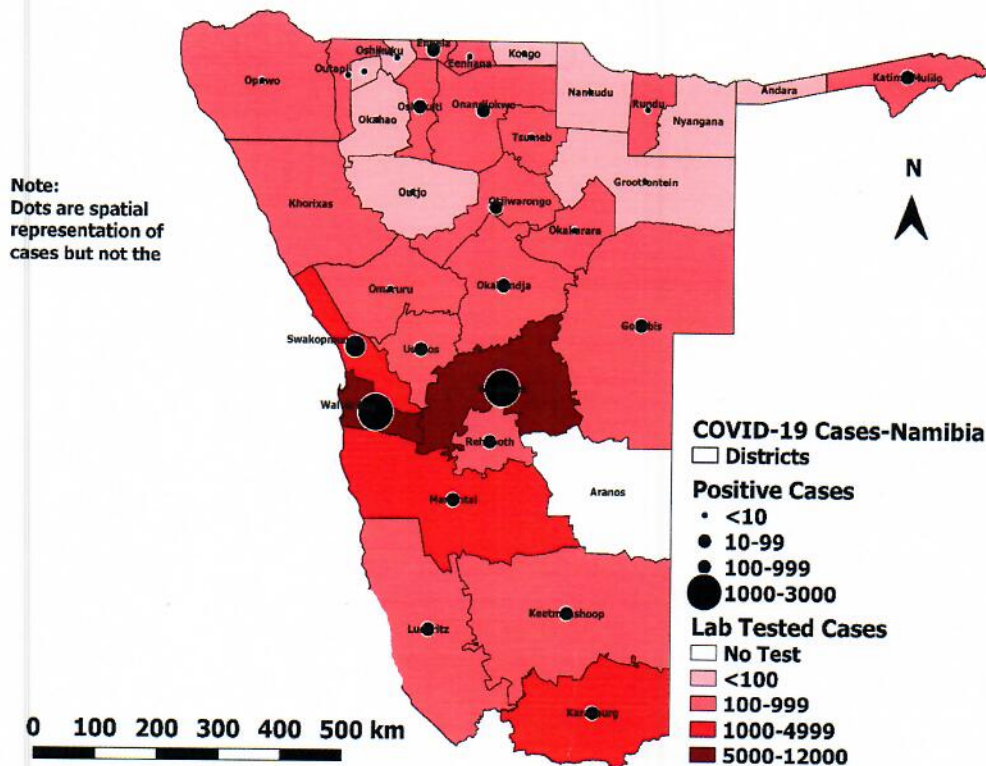 Engela
Oshikuku
Kongo
Eenhana
Outapi
Opuwo
Katima Mulilo
Nankudu
Andara
Rundu
Oshakati
Onandjokwe
Okahao
Nyangana
Tsumeb
N
Grootfontein
Outjo
Note:
Dots are spatial
representation of
cases but not the
Khorixas
Otjiwarongo
Okakarara
Omaruru
Okahandja
Gobabis
Swakopmund
Usakos
Walvis
Rehoboth
COVID-19 Cases-Namibia
Districts
Aranos
Positive Cases
Mariental
<10
10-99
100-999
1000-3000
Keetmanshoop
Luderitz
Lab Tested Cases
No Test
<100
100-999
Karasburg
1000-4999
5000-12000
0 100 200 300 400 500 km